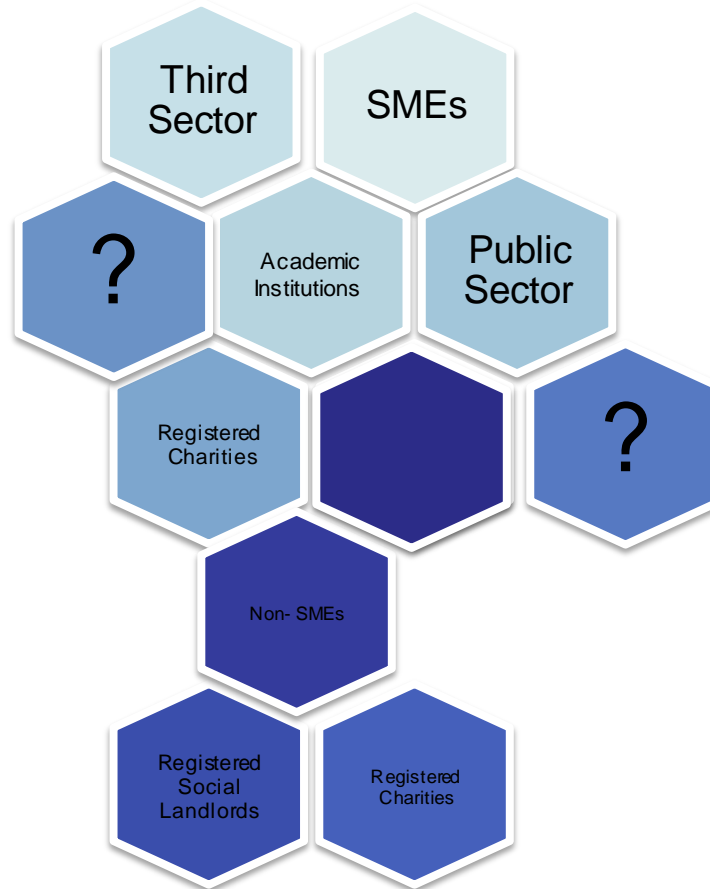 Third
Sector
SMEs
?
Academic
Institutions
Public
Sector
Registered
Charities
?
Non- SMEs
Registered
Social
Landlords
Registered
Charities